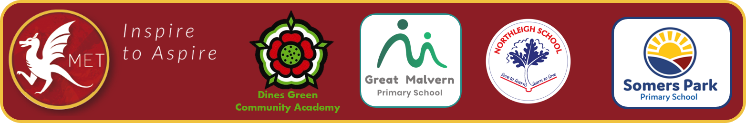 MET
Inspire
to Aspire
Dines Green
Community Academy
Great Malvern
Primary School
NORTHLEIGH SCHOOL
Somers Park
Primary School